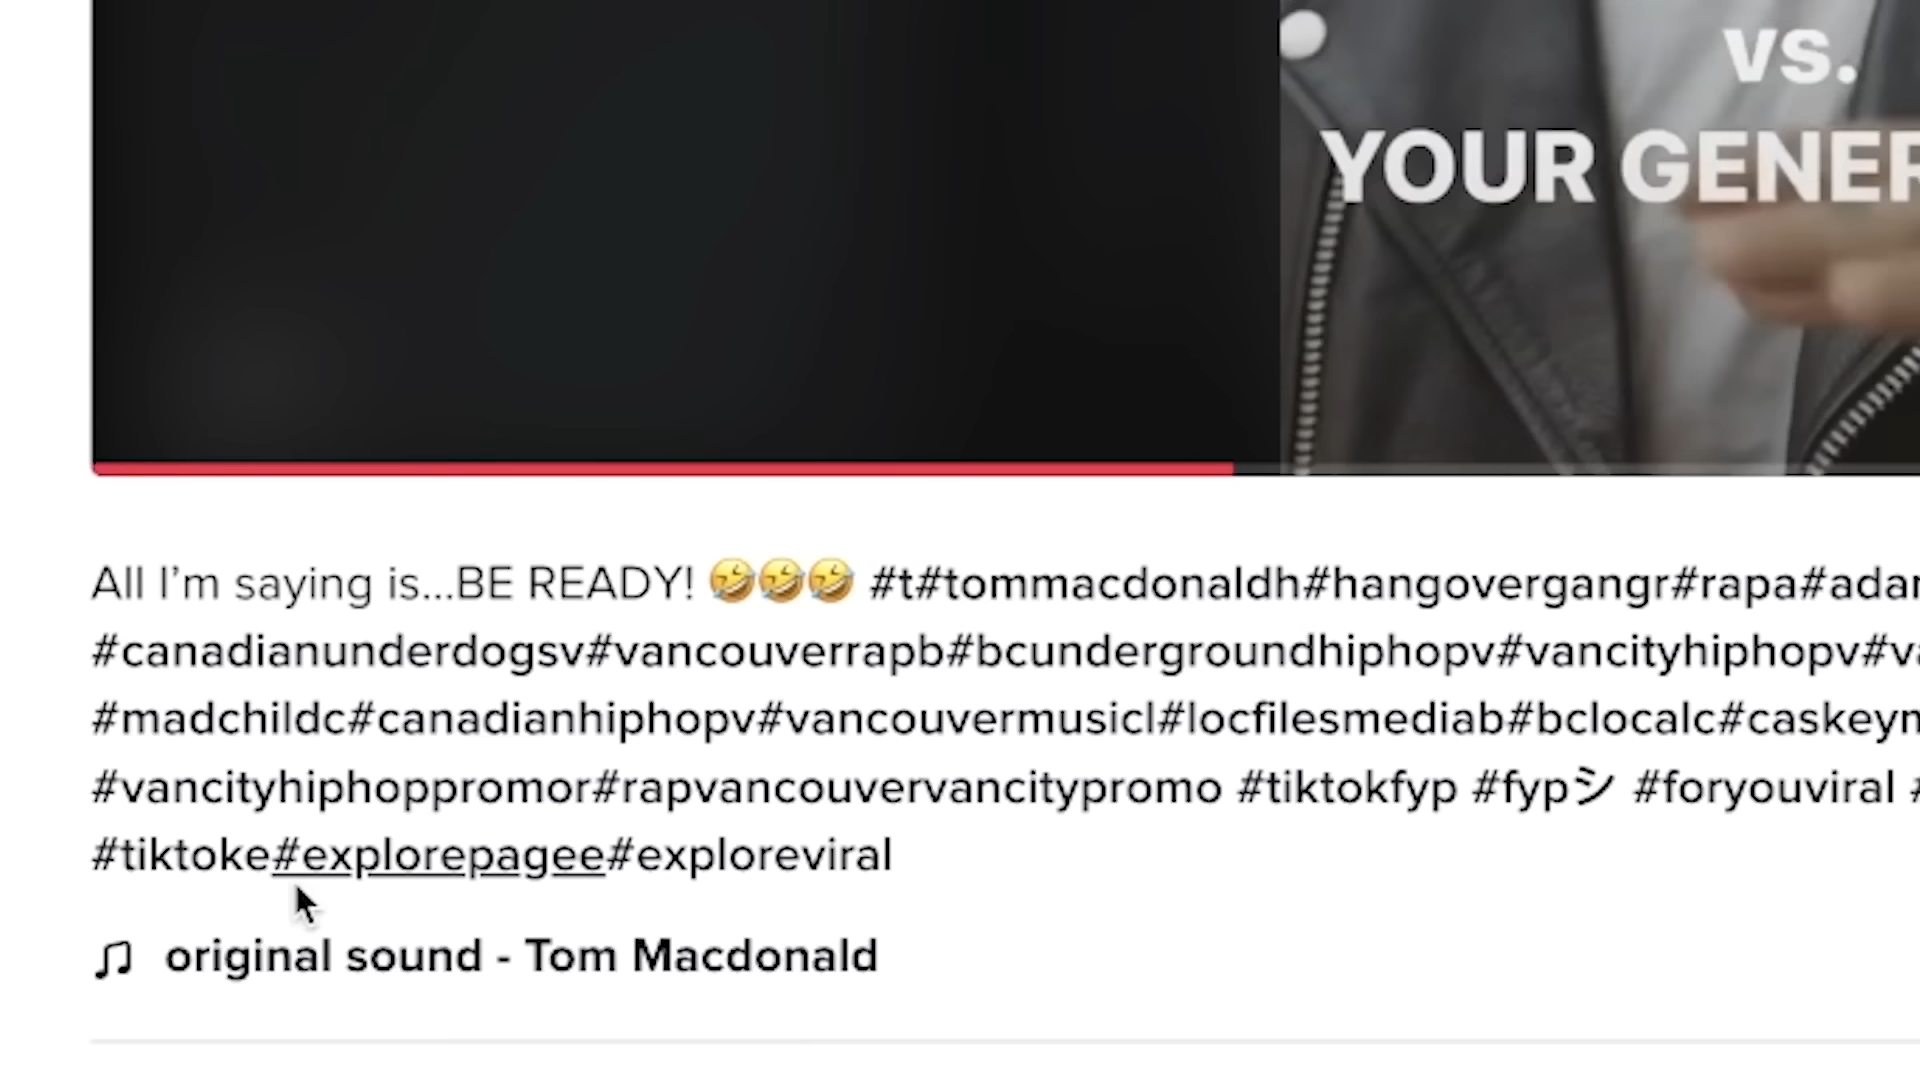 vs.
YOUR GENER
All I'm saying is...BE READY! 🤣🤣🤣 #t#tommacdonaldh#hangovergangr#rapa#adar
#canadianunderdogsv#vancouverrapb#bcundergroundhiphopv#vancityhiphopv#va
#madchildc#canadianhiphopv#vancouvermusicl#locfilesmediab#bclocalc#caskeyn
#vancityhiphoppromor#rapvancouvervancitypromo #tiktokfyp #fypシ #foryouviral #
#tiktoke#explorepagee#exploreviral
original sound - Tom Macdonald